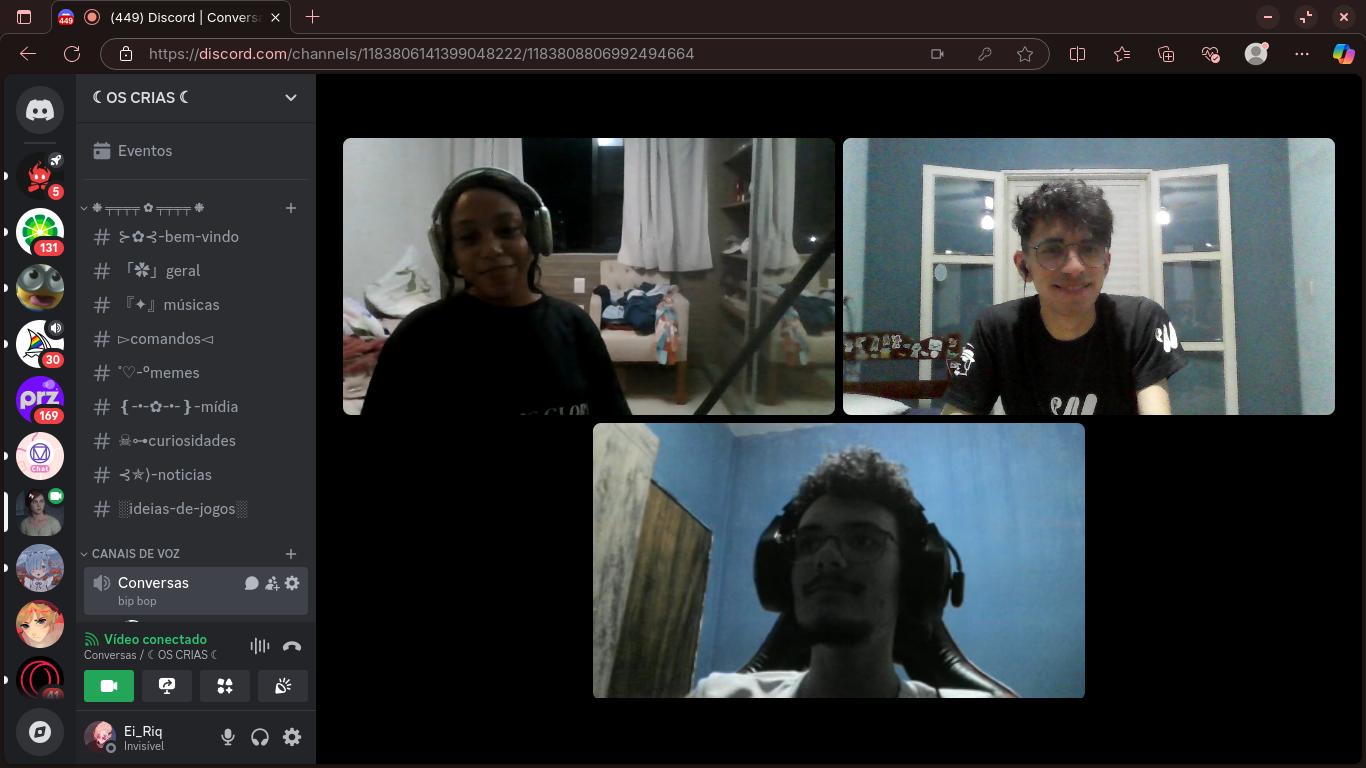 449
(449) Discord | Convers
https://discord.com/channels/1183806141399048222/1183808806992494664
☾ OS CRIAS ☾
Eventos
5
131
30
prz
169
Chat
41
❉ ╤╤╤╤ ✿ ╤╤╤╤ ❉
⊱✿⊰-bem-vindo
「✽」geral
『✦』músicas
▻comandos◅
˚♡-ºmemes
❴-•-✿-•-❵-mídia
☠⊶curiosidades
⊰✯⟩-noticias
░ideias-de-jogos░
CANAIS DE VOZ
Conversas
bip bop
Vídeo conectado
Conversas / ☾ OS CRIAS ☾
Ei_Riq
Invisível